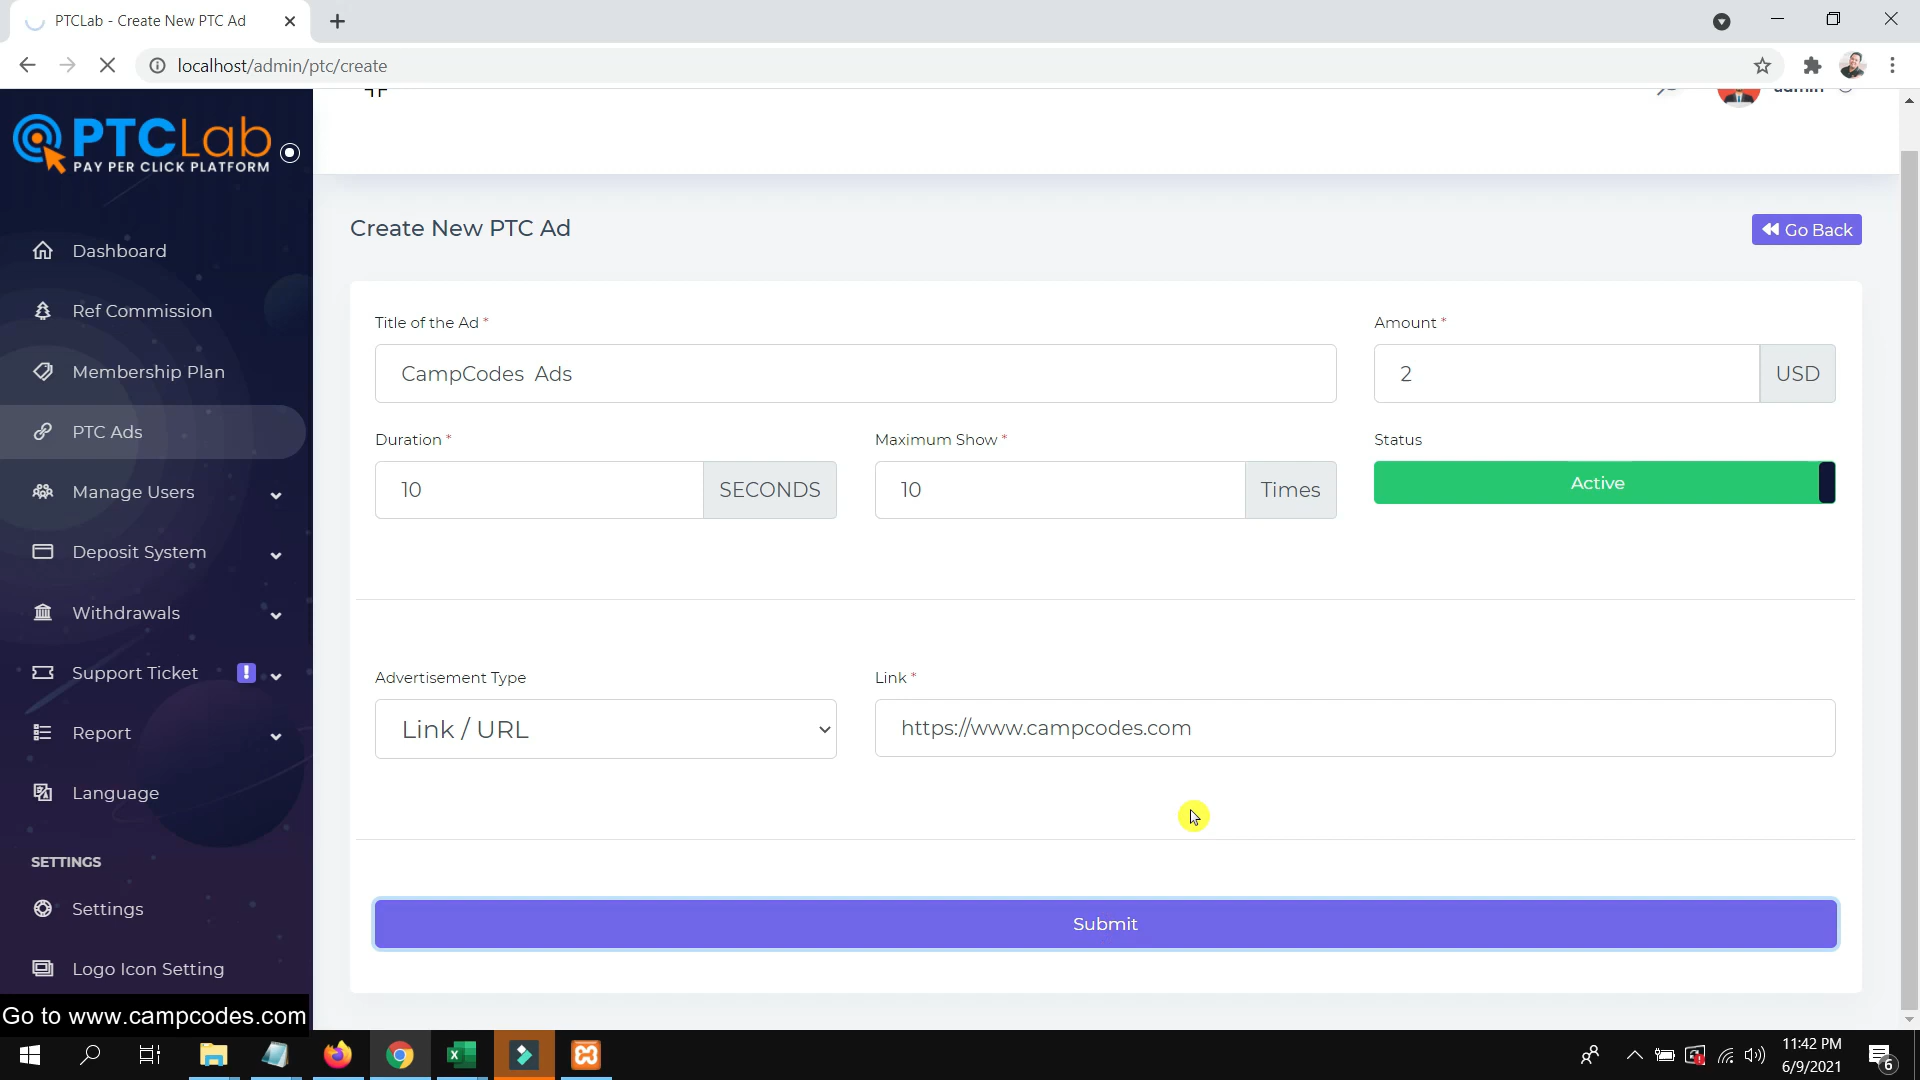 PTCLab - Create New PTC Ad
localhost/admin/ptc/create
PTCLab
PAY PER CLICK PLATFORM
admin
Dashboard
Ref Commission
Membership Plan
PTC Ads
Manage Users
Deposit System
Withdrawals
Support Ticket
Report
Language
SETTINGS
Settings
Logo Icon Setting
Create New PTC Ad
Go Back
Title of the Ad *
CampCodes Ads
Amount *
2
USD
Duration *
10
SECONDS
Maximum Show *
10
Times
Status
Active
Advertisement Type
Link / URL
Link *
https://www.campcodes.com
Submit
Go to www.campcodes.com
11:42 PM
6/9/2021
6